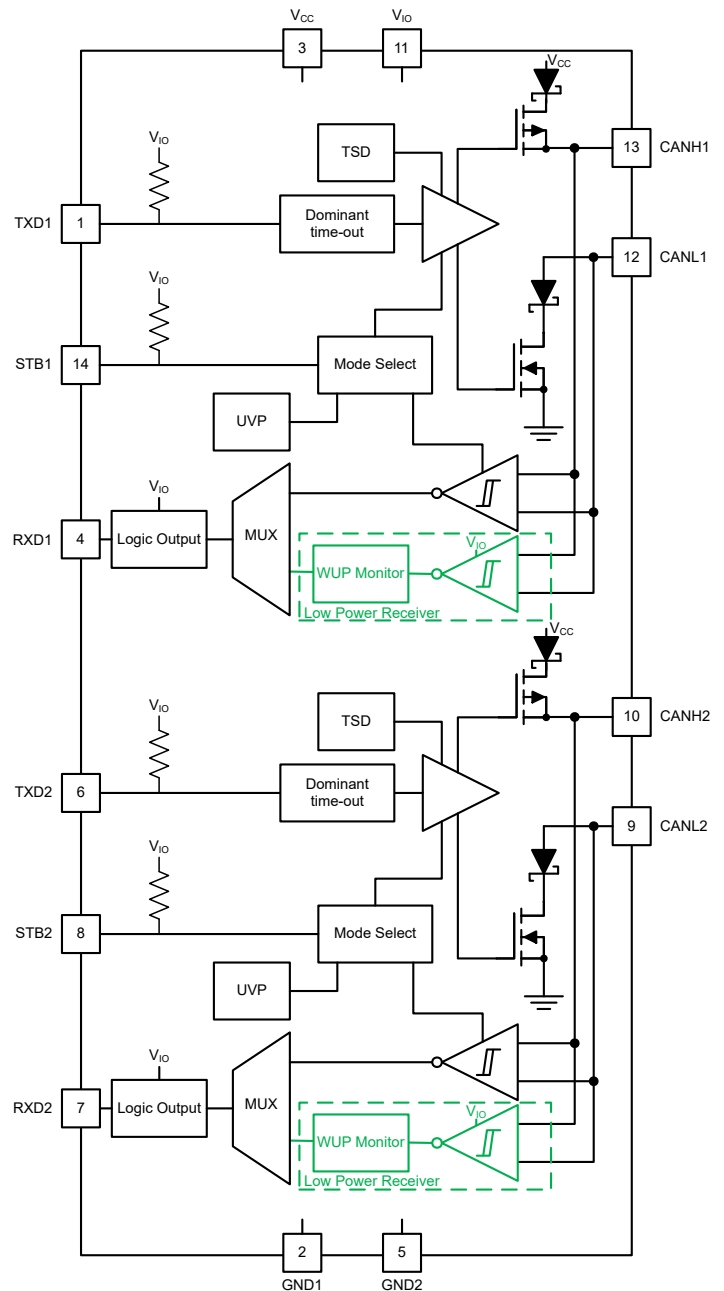 VCC VIO
3 11
VCC
VIO
TSD
13 CANH1
TXD1 1
Dominant
time-out
12 CANL1
VIO
STB1 14
Mode Select
UVP
VIO
RXD1 4
Logic Output
MUX
VIO
WUP Monitor
Low Power Receiver
VCC
VIO
TSD
10 CANH2
TXD2 6
Dominant
time-out
9 CANL2
VIO
STB2 8
Mode Select
UVP
VIO
RXD2 7
Logic Output
MUX
VIO
WUP Monitor
Low Power Receiver
2 5
GND1 GND2